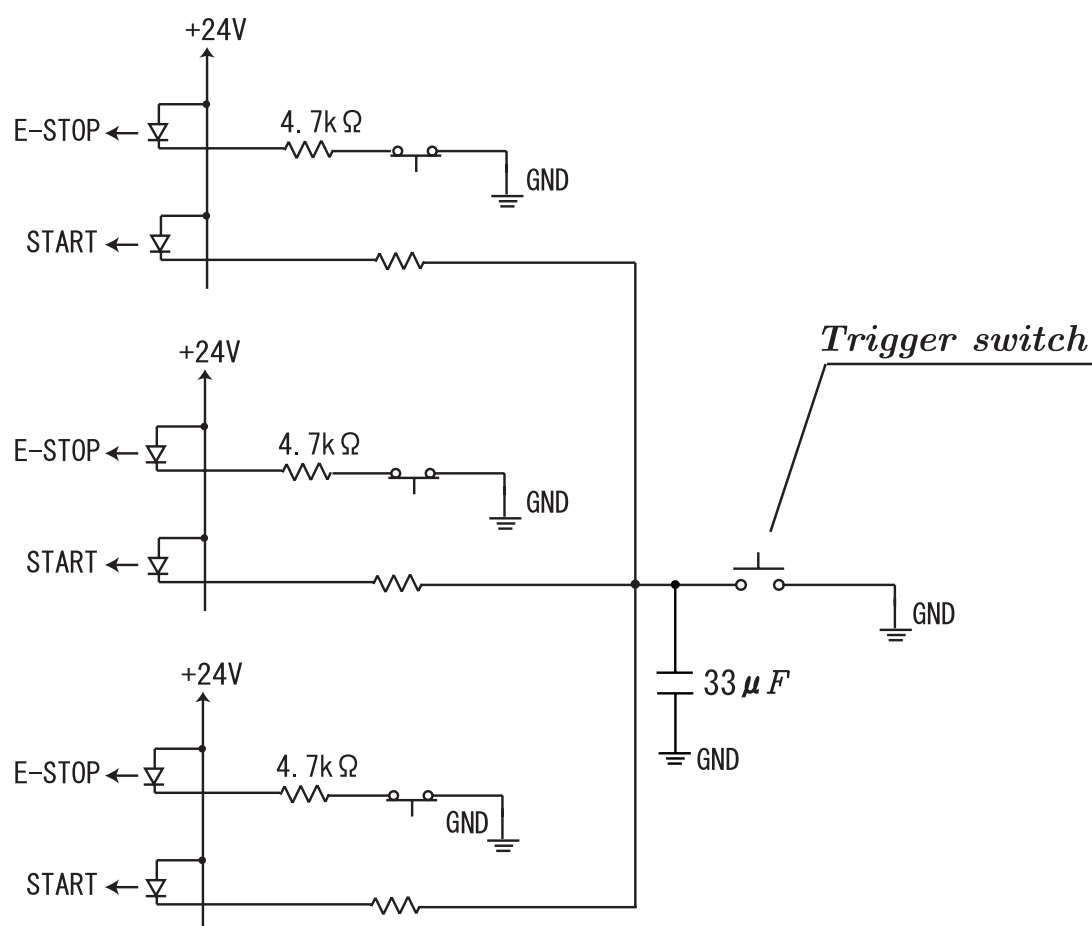 +24V
E-STOP
4.7kΩ
GND
START
Trigger switch
+24V
E-STOP
4.7kΩ
GND
START
GND
33μF
GND
+24V
E-STOP
4.7kΩ
GND
START